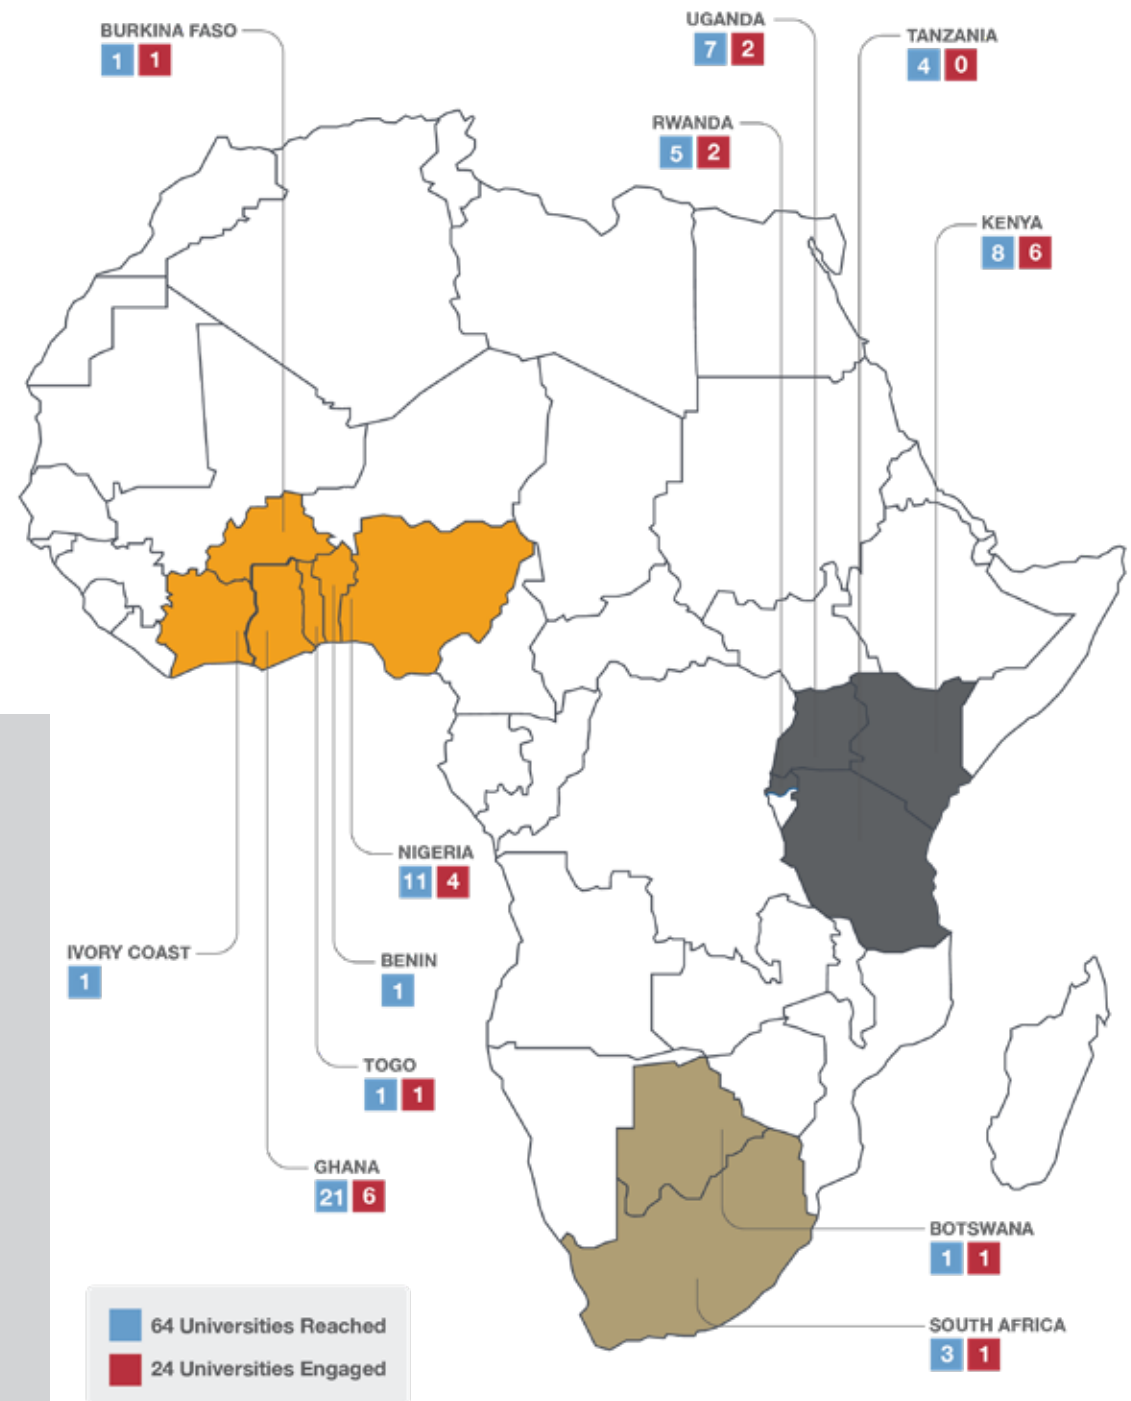 BURKINA FASO
1 1
UGANDA
7 2
TANZANIA
4 0
RWANDA
5 2
KENYA
8 6
NIGERIA
11 4
IVORY COAST
1
BENIN
1
TOGO
1 1
GHANA
21 6
BOTSWANA
1 1
SOUTH AFRICA
3 1
64 Universities Reached
24 Universities Engaged